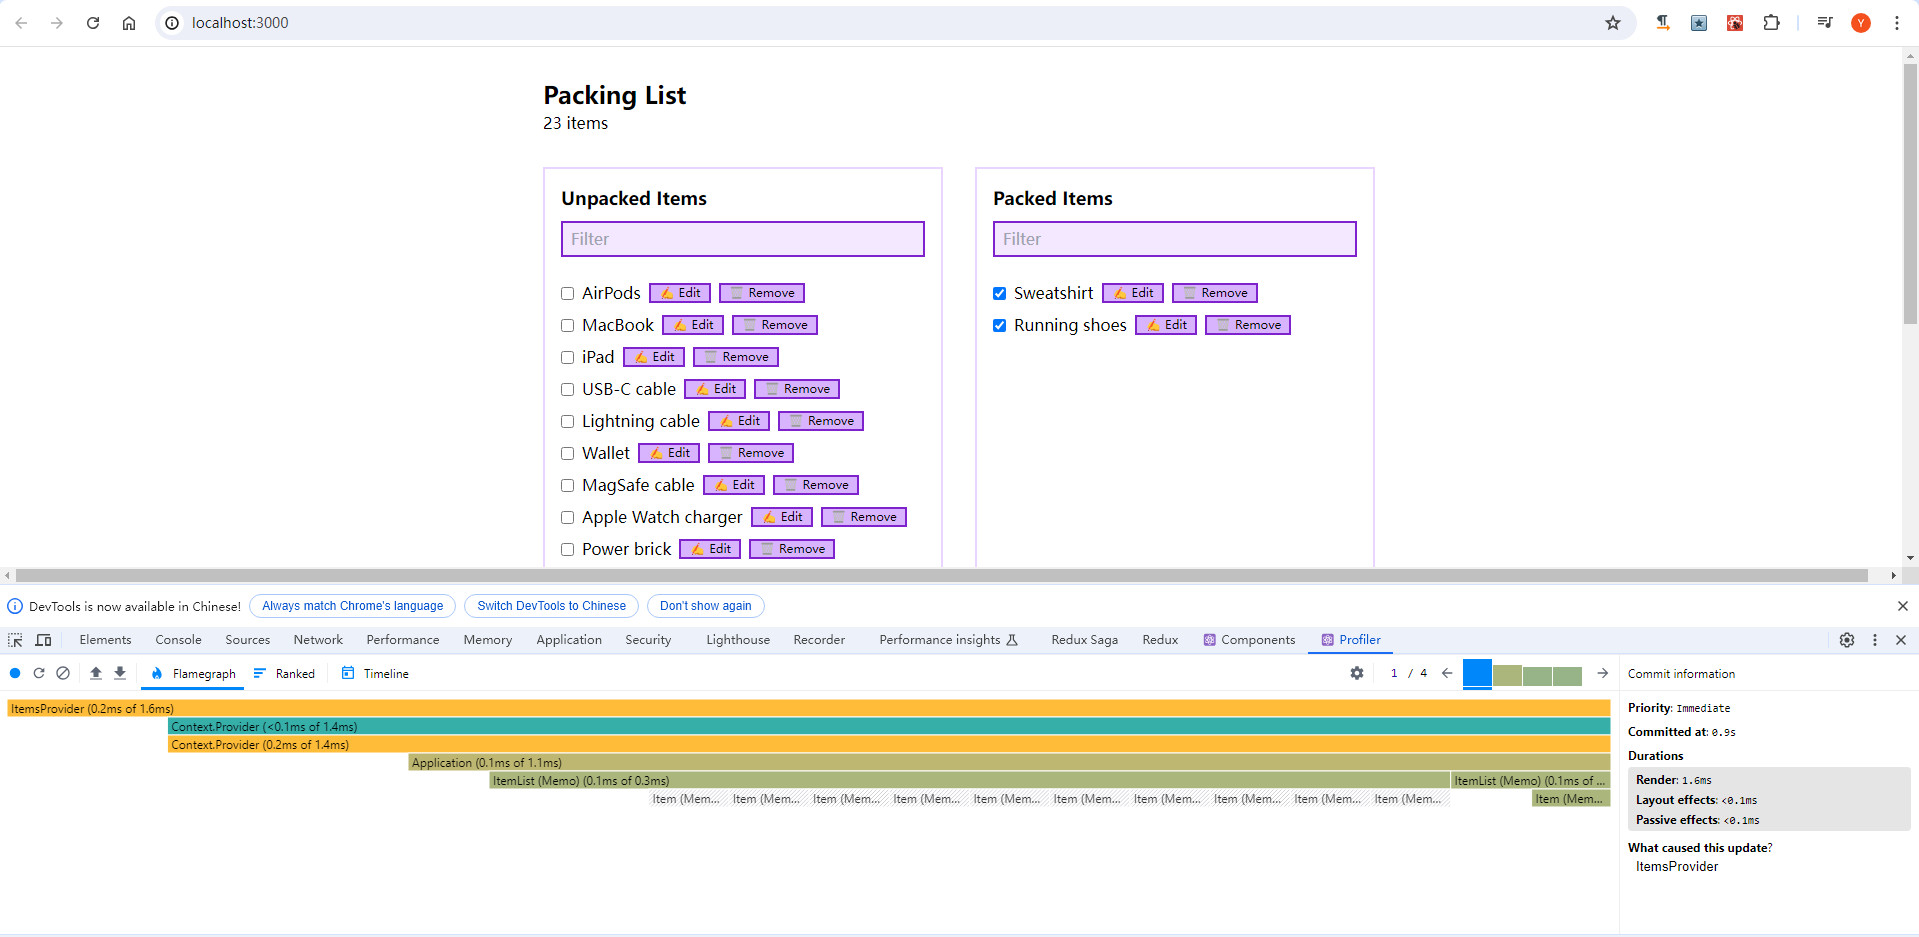 localhost:3000
Y
Packing List
23 items
Unpacked Items
Filter
AirPods ✍ Edit 🗑 Remove
MacBook ✍ Edit 🗑 Remove
iPad ✍ Edit 🗑 Remove
USB-C cable ✍ Edit 🗑 Remove
Lightning cable ✍ Edit 🗑 Remove
Wallet ✍ Edit 🗑 Remove
MagSafe cable ✍ Edit 🗑 Remove
Apple Watch charger ✍ Edit 🗑 Remove
Power brick ✍ Edit 🗑 Remove
Packed Items
Filter
Sweatshirt ✍ Edit 🗑 Remove
Running shoes ✍ Edit 🗑 Remove
DevTools is now available in Chinese! Always match Chrome's language Switch DevTools to Chinese Don't show again
Elements Console Sources Network Performance Memory Application Security Lighthouse Recorder Performance insights Redux Saga Redux Components Profiler
Flamegraph Ranked Timeline 1 / 4
ItemsProvider (0.2ms of 1.6ms)
Context.Provider (<0.1ms of 1.4ms)
Context.Provider (0.2ms of 1.4ms)
Application (0.1ms of 1.1ms)
ItemList (Memo) (0.1ms of 0.3ms) ItemList (Memo) (0.1ms of ...
Item (Mem... Item (Mem... Item (Mem... Item (Mem... Item (Mem... Item (Mem... Item (Mem... Item (Mem... Item (Mem... Item (Mem... Item (Mem...
Commit information
Priority: Immediate
Committed at: 0.9s
Durations
Render: 1.6ms
Layout effects: <0.1ms
Passive effects: <0.1ms
What caused this update?
ItemsProvider